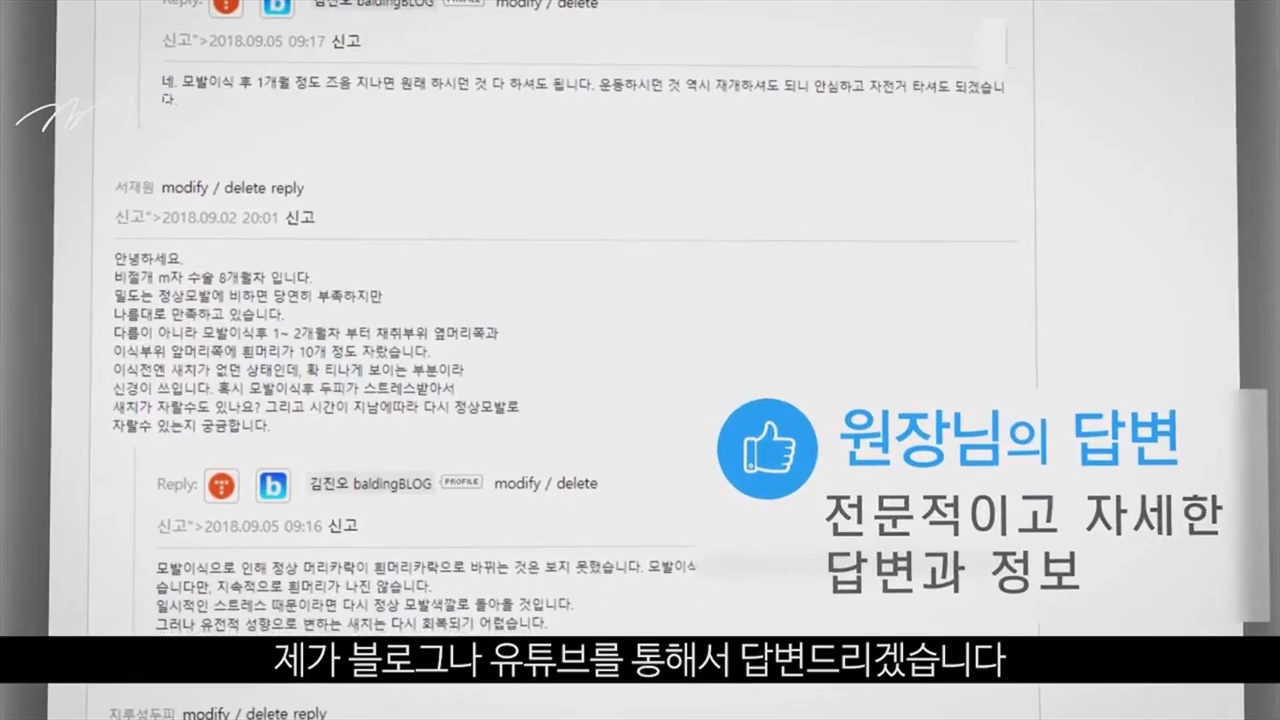 Reply: 김진오 baldingBLOG PROFILE modify / delete
신고">2018.09.05 09:17 신고
네. 모발이식 후 1개월 정도 즈음 지나면 원래 하시던 것 다 하셔도 됩니다. 운동하시던 것 역시 재개하셔도 되니 안심하고 자전거 타셔도 되겠습니
다.
서재원 modify / delete reply
신고">2018.09.02 20:01 신고
안녕하세요.
비절개 m자 수술 8개월차 입니다.
밀도는 정상모발에 비하면 당연히 부족하지만
나름대로 만족하고 있습니다.
다름이 아니라 모발이식후 1~ 2개월차 부터 채취부위 옆머리쪽과
이식부위 앞머리쪽에 흰머리가 10개 정도 자랐습니다.
이식전엔 새치가 없던 상태인데, 확 티나게 보이는 부분이라
신경이 쓰입니다. 혹시 모발이식후 두피가 스트레스받아서
새치가 자랄수도 있나요? 그리고 시간이 지남에따라 다시 정상모발로
자랄수 있는지 궁금합니다.
Reply: 김진오 baldingBLOG PROFILE modify / delete
신고">2018.09.05 09:16 신고
모발이식으로 인해 정상 머리카락이 흰머리카락으로 바뀌는 것은 보지 못했습니다. 모발이식
습니다만, 지속적으로 흰머리가 나진 않습니다.
일시적인 스트레스 때문이라면 다시 정상 모발색깔로 돌아올 것입니다.
그러나 유전적 성향으로 변하는 새치는 다시 회복되기 어렵습니다.
원장님의 답변
전문적이고 자세한
답변과 정보
제가 블로그나 유튜브를 통해서 답변드리겠습니다
지루성두피 modify / delete reply